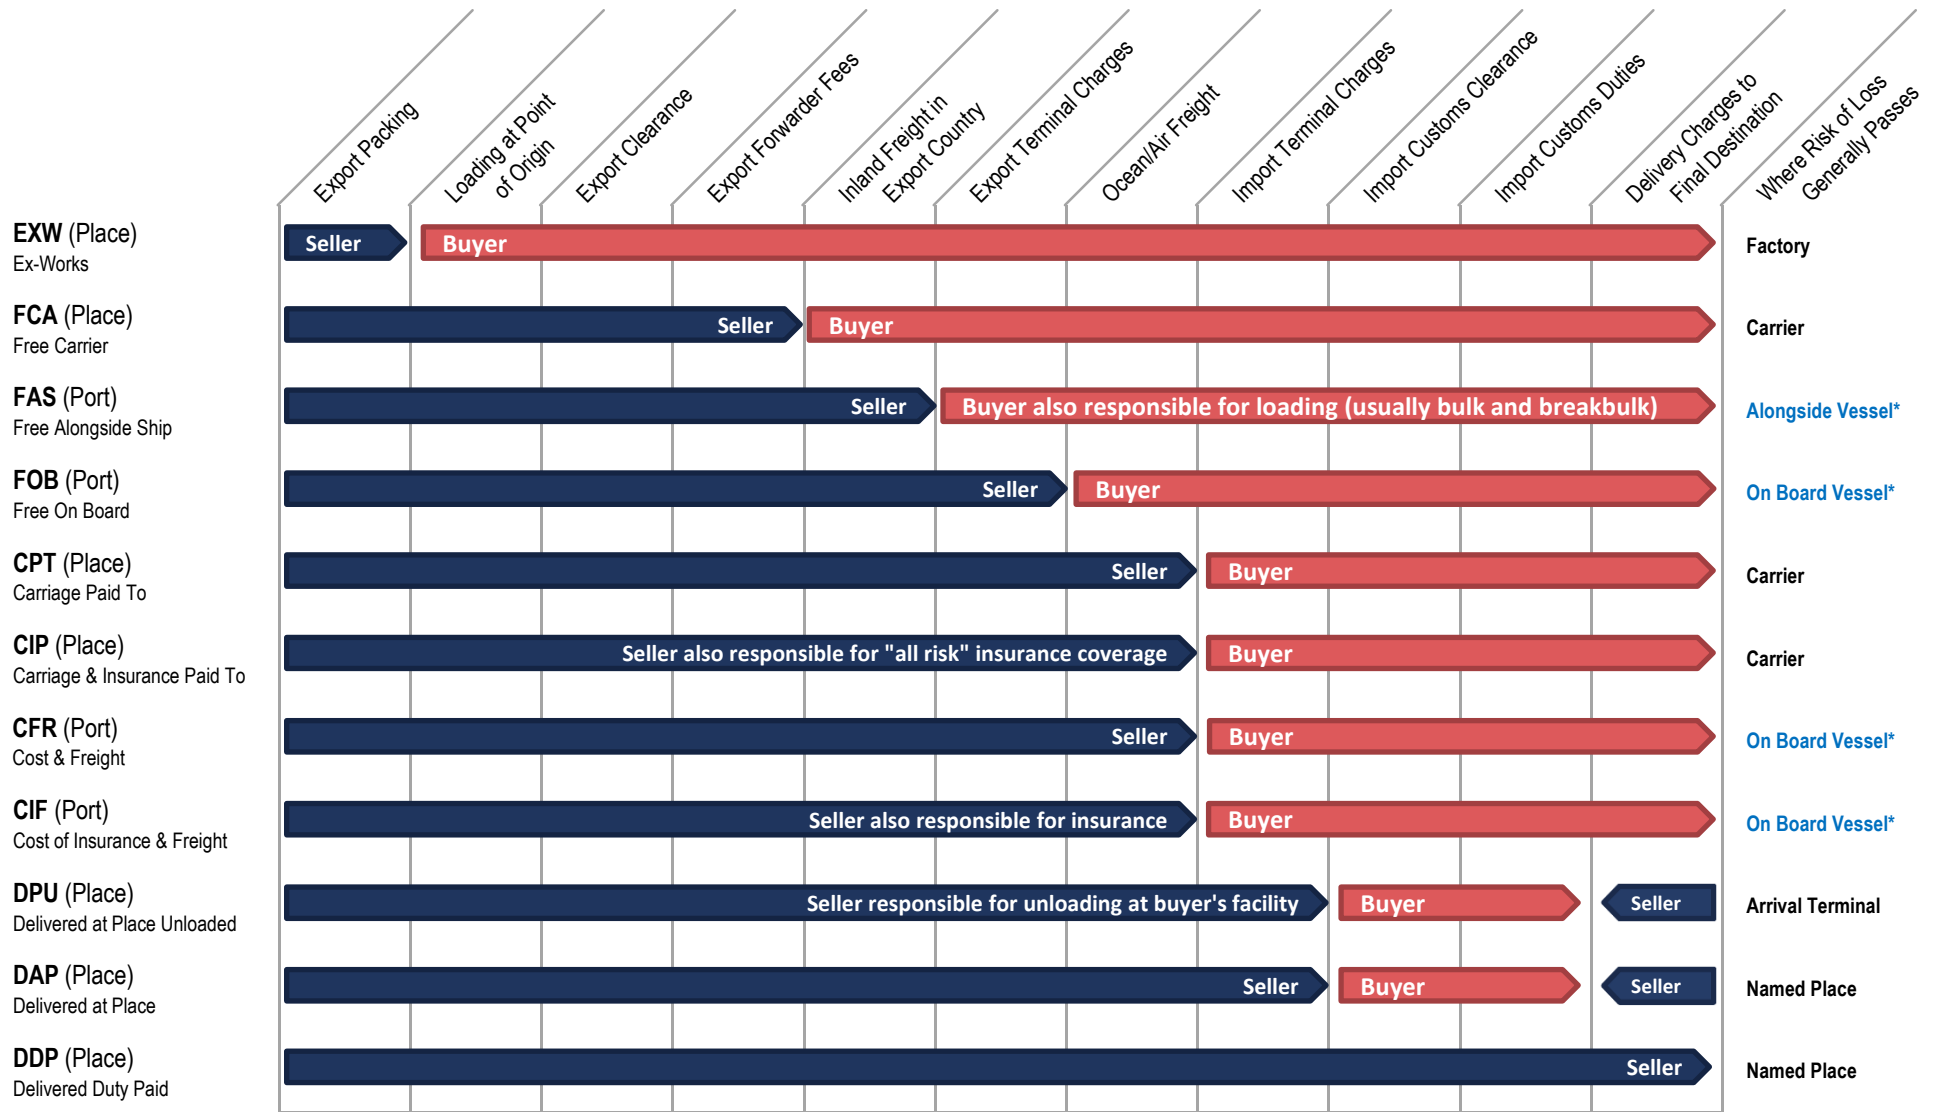 Export Packing
Loading at Point
of Origin
Export Clearance
Export Forwarder Fees
Inland Freight in
Export Country
Export Terminal Charges
Ocean/Air Freight
Import Terminal Charges
Import Customs Clearance
Import Customs Duties
Delivery Charges to
Final Destination
Where Risk of Loss
Generally Passes
EXW (Place)
Ex-Works
Seller
Buyer
Factory
FCA (Place)
Free Carrier
Seller
Buyer
Carrier
FAS (Port)
Free Alongside Ship
Seller
Buyer also responsible for loading (usually bulk and breakbulk)
Alongside Vessel*
FOB (Port)
Free On Board
Seller
Buyer
On Board Vessel*
CPT (Place)
Carriage Paid To
Seller
Buyer
Carrier
CIP (Place)
Carriage & Insurance Paid To
Seller also responsible for "all risk" insurance coverage
Buyer
Carrier
CFR (Port)
Cost & Freight
Seller
Buyer
On Board Vessel*
CIF (Port)
Cost of Insurance & Freight
Seller also responsible for insurance
Buyer
On Board Vessel*
DPU (Place)
Delivered at Place Unloaded
Seller responsible for unloading at buyer's facility
Buyer
Seller
Arrival Terminal
DAP (Place)
Delivered at Place
Seller
Buyer
Seller
Named Place
DDP (Place)
Delivered Duty Paid
Seller
Named Place